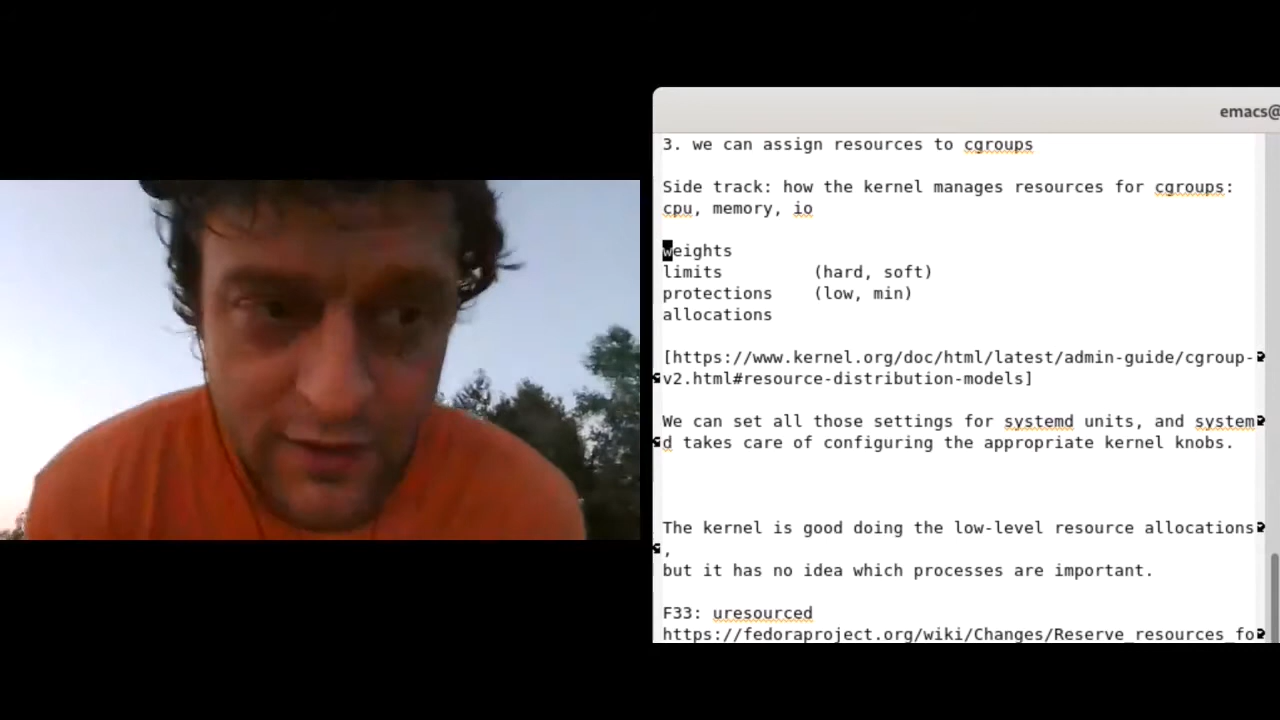 emacs@
3. we can assign resources to cgroups
Side track: how the kernel manages resources for cgroups:
cpu, memory, io
weights
limits (hard, soft)
protections (low, min)
allocations
[https://www.kernel.org/doc/html/latest/admin-guide/cgroup-
v2.html#resource-distribution-models]
We can set all those settings for systemd units, and system
d takes care of configuring the appropriate kernel knobs.
The kernel is good doing the low-level resource allocations
,
but it has no idea which processes are important.
F33: uresourced
https://fedoraproject.org/wiki/Changes/Reserve_resources_fo